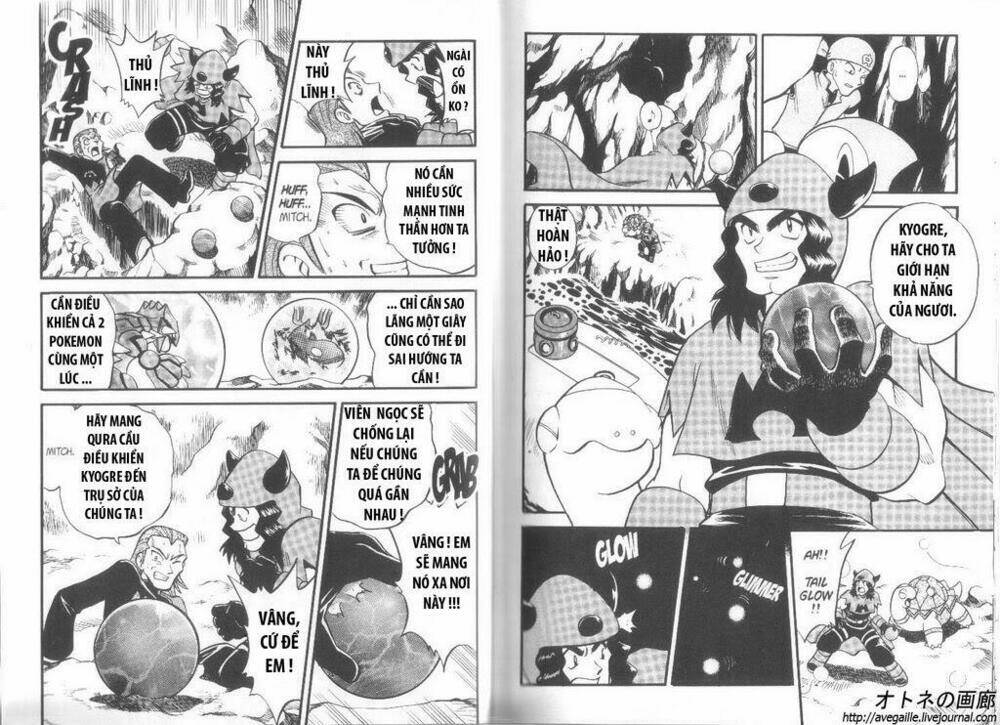 ...
KYOGRE,
HÃY CHO TA
GIỚI HẠN
KHẢ NĂNG
CỦA NGƯƠI.
THẬT
HOÀN
HẢO !
GLOW
GLIMMER
AH!!
TAIL
GLOW
!!
NGÀI
CÓ
ỔN
KO ?
NÀY
THỦ
LĨNH !
THỦ
LĨNH !
CRASH
NÓ CẦN
NHIỀU SỨC
MẠNH TINH
THẦN HƠN TA
TƯỞNG !
HUFF,
HUFF...
MITCH.
... CHỈ CẦN SAO
LÃNG MỘT GIÂY
CŨNG CÓ THỂ ĐI
SAI HƯỚNG TA
CẦN !
CẦN ĐIỀU
KHIỂN CẢ 2
POKEMON
CÙNG MỘT
LÚC ...
VIÊN NGỌC SẼ
CHỐNG LẠI
NẾU CHÚNG
TA ĐỂ CHÚNG
QUÁ GẦN
NHAU !
GRAB
VÂNG! EM
SẼ MANG
NÓ XA NƠI
NÀY !!!
HÃY MANG
QURA CẦU
ĐIỀU KHIỂN
KYOGRE ĐẾN
TRỤ SỞ CỦA
CHÚNG TA !
MITCH.
VÂNG,
CỨ ĐỂ
EM !
オトネの画廊
http://avegaille.livejournal.com